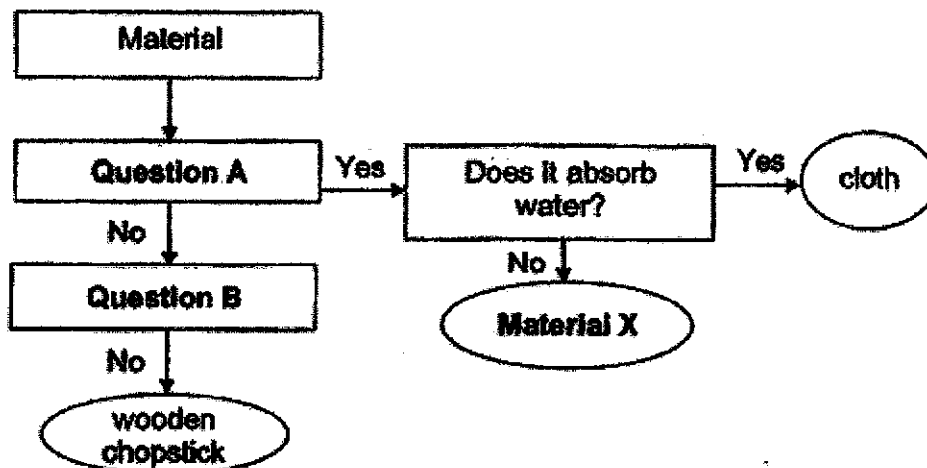 Material
Question A
Yes
Does it absorb
water?
Yes
cloth
No
No
Question B
Material X
No
wooden
chopstick